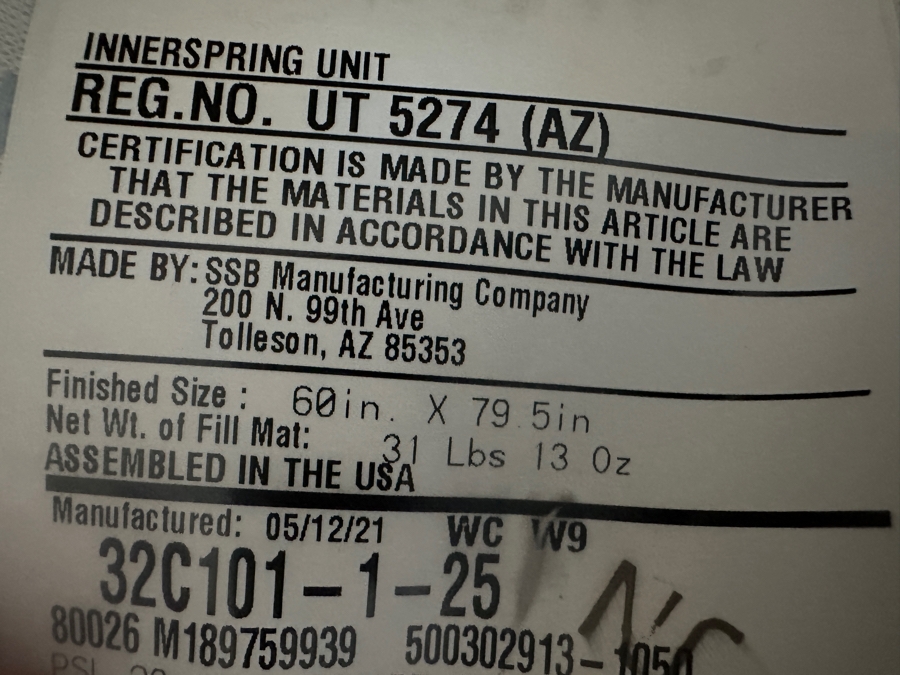 INNERSPRING UNIT
REG.NO. UT 5274 (AZ)
CERTIFICATION IS MADE BY THE MANUFACTURER
THAT THE MATERIALS IN THIS ARTICLE ARE
DESCRIBED IN ACCORDANCE WITH THE LAW
MADE BY: SSB Manufacturing Company
200 N. 99th Ave
Tolleson, AZ 85353
Finished Size : 60in. X 79.5in
Net Wt. of Fill Mat: 31 Lbs 13 Oz
ASSEMBLED IN THE USA
Manufactured: 05/12/21 WC W9
32C101-1-25
80026 M189759939 500302913-1050